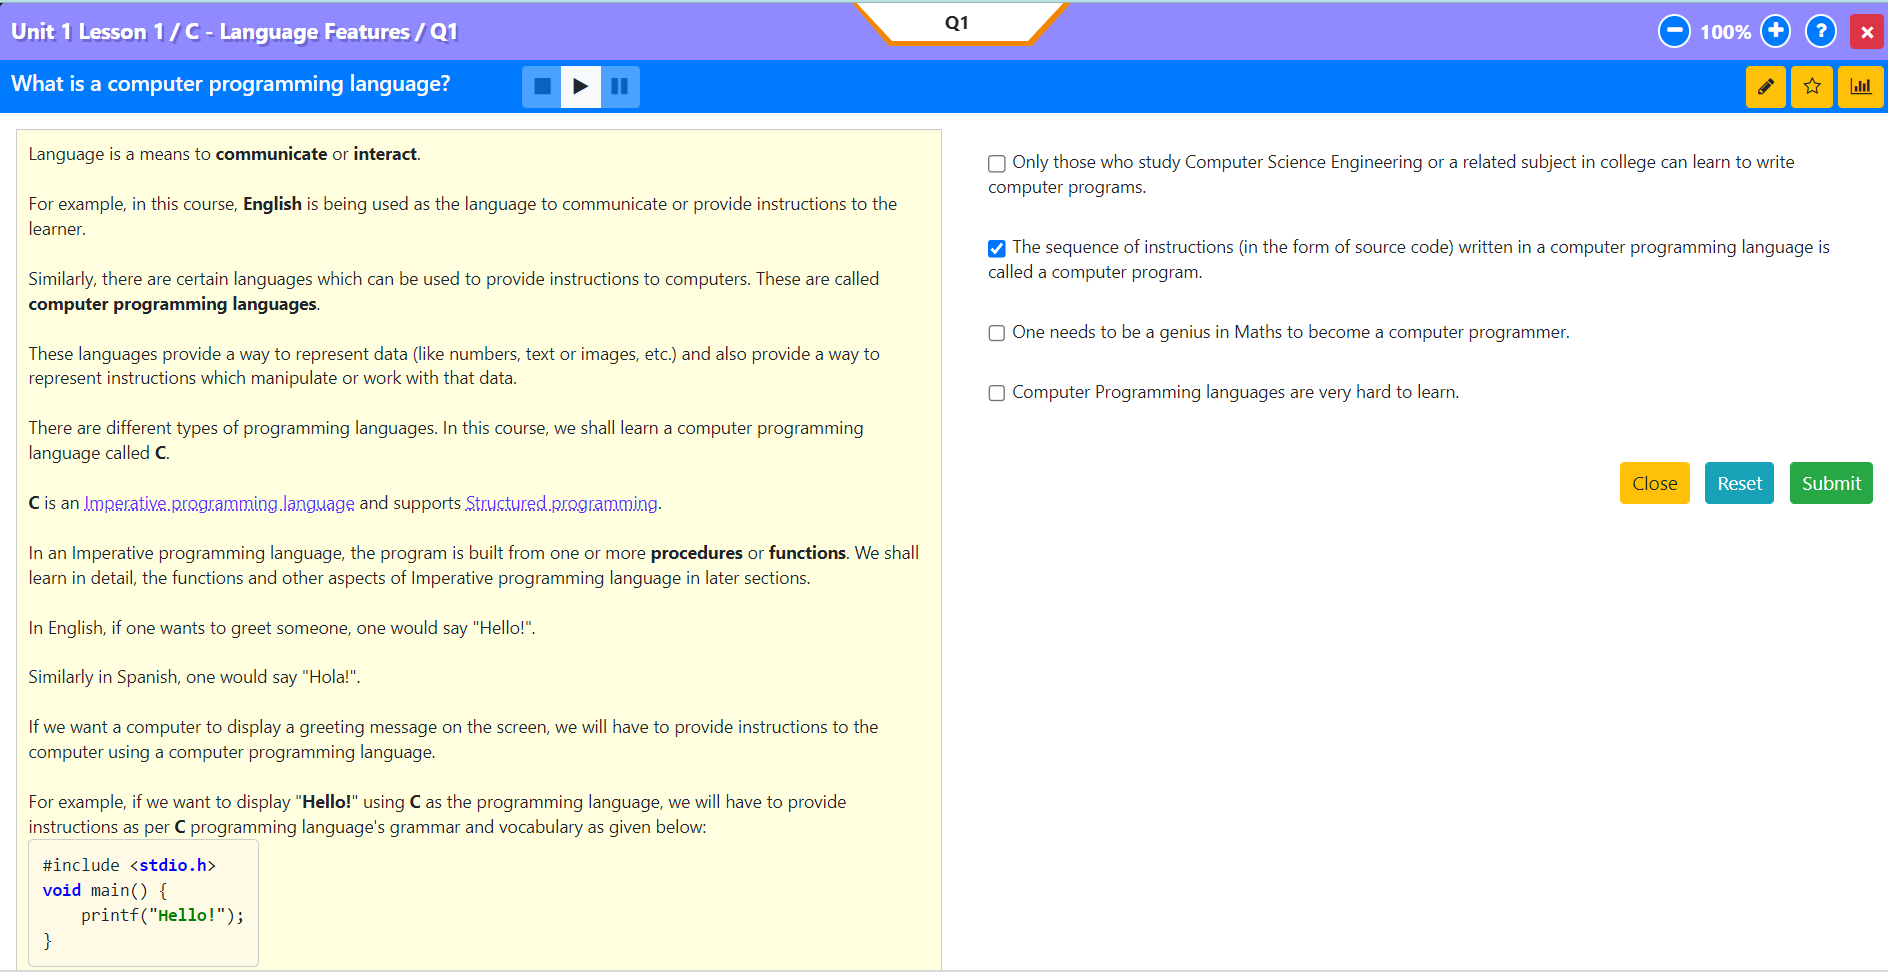 Q1
Unit 1 Lesson 1 / C - Language Features / Q1
100%
What is a computer programming language?
Language is a means to communicate or interact.
For example, in this course, English is being used as the language to communicate or provide instructions to the
learner.
Similarly, there are certain languages which can be used to provide instructions to computers. These are called
computer programming languages.
These languages provide a way to represent data (like numbers, text or images, etc.) and also provide a way to
represent instructions which manipulate or work with that data.
There are different types of programming languages. In this course, we shall learn a computer programming
language called C.
C is an Imperative programming language and supports Structured programming.
In an Imperative programming language, the program is built from one or more procedures or functions. We shall
learn in detail, the functions and other aspects of Imperative programming language in later sections.
In English, if one wants to greet someone, one would say "Hello!".
Similarly in Spanish, one would say "Hola!".
If we want a computer to display a greeting message on the screen, we will have to provide instructions to the
computer using a computer programming language.
For example, if we want to display "Hello!" using C as the programming language, we will have to provide
instructions as per C programming language's grammar and vocabulary as given below:
#include <stdio.h>
void main() {
    printf("Hello!");
}
Only those who study Computer Science Engineering or a related subject in college can learn to write
computer programs.
The sequence of instructions (in the form of source code) written in a computer programming language is
called a computer program.
One needs to be a genius in Maths to become a computer programmer.
Computer Programming languages are very hard to learn.
Close Reset Submit